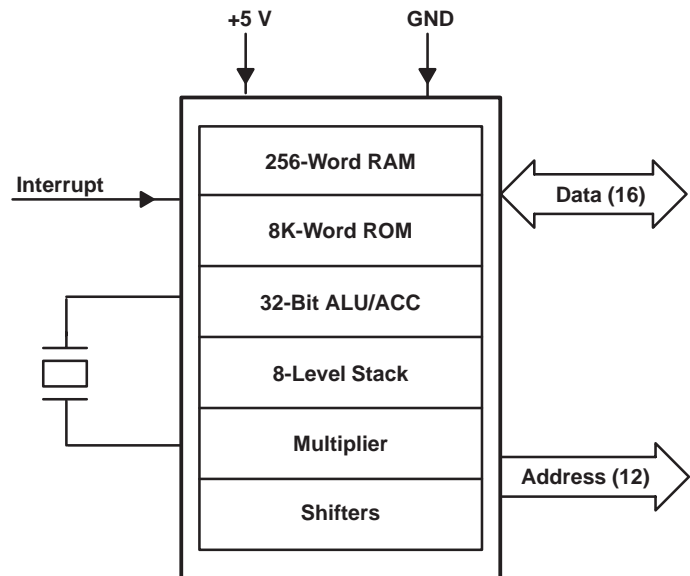 +5 V
GND
256-Word RAM
Interrupt
Data (16)
8K-Word ROM
32-Bit ALU/ACC
8-Level Stack
Multiplier
Address (12)
Shifters